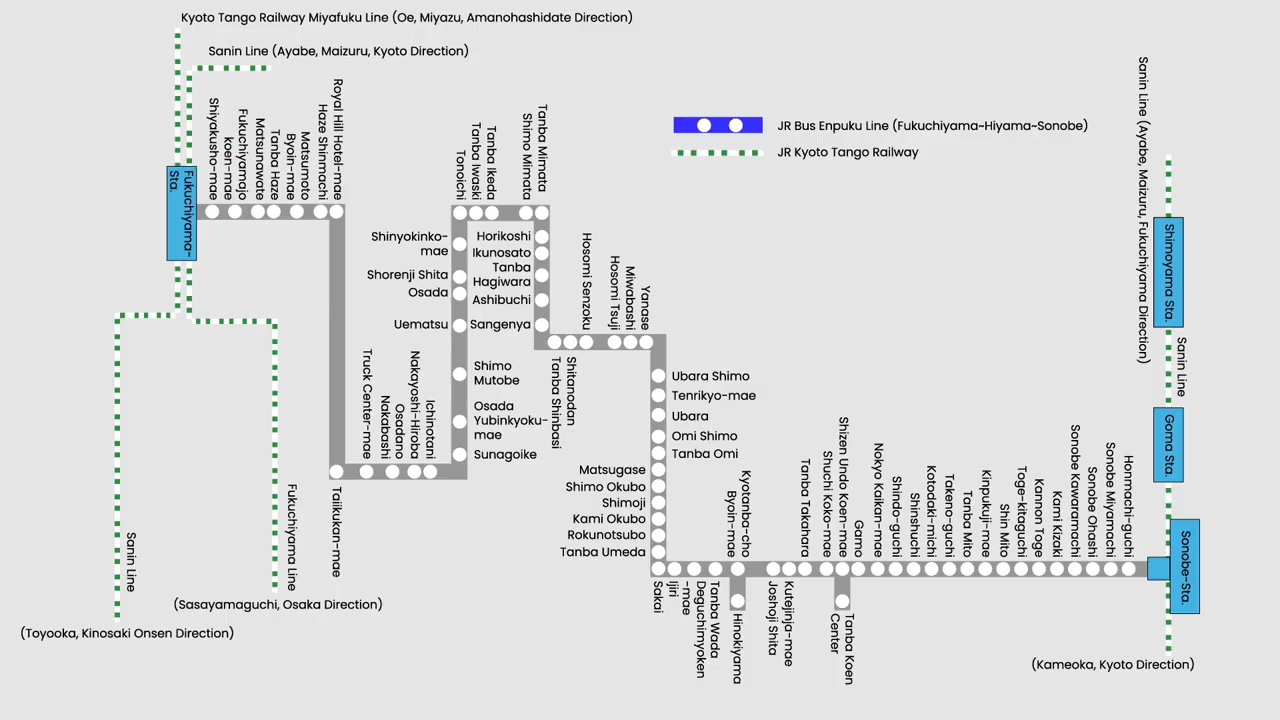 Kyoto Tango Railway Miyafuku Line (Oe, Miyazu, Amanohashidate Direction)
Sanin Line (Ayabe, Maizuru, Kyoto Direction)
Fukuchiyama-
Sta.
Shiyakusho-mae
Fukuchiyamajo
koen-mae
Matsunawate
Tanba Haze
Matsumoto
Byoin-mae
Haze Shinmachi
Royal Hill Hotel-mae
JR Bus Enpuku Line (Fukuchiyama~Hiyama~Sonobe)
JR Kyoto Tango Railway
Taiikukan-mae
Truck Center-mae
Nakabashi
Osadano
Nakayoshi-Hiroba
Ichinotani
Sunagoike
Osada
Yubinkyoku-
mae
Shimo
Mutobe
Uematsu
Osada
Shorenji Shita
Shinyokinko-
mae
Tonoichi
Tanba Iwaski
Tanba Ikeda
Shimo Mimata
Tanba Mimata
Horikoshi
Ikunosato
Tanba
Hagiwara
Ashibuchi
Sangenya
Tanba Shinbasi
Shitanodan
Hosomi Senzoku
Hosomi Tsuji
Miwabashi
Yanase
Ubara Shimo
Tenrikyo-mae
Ubara
Omi Shimo
Tanba Omi
Matsugase
Shimo Okubo
Shimoji
Kami Okubo
Rokunotsubo
Tanba Umeda
Sakai
Ijiri
-mae
Deguchimyoken
Tanba Wada
Kyotanba-cho
Byoin-mae
Hinokiyama
Joshoji Shita
Kutejinja-mae
Tanba Takahara
Shuchi Koko-mae
Shizen Undo Koen-mae
Tanba Koen
Center
Gamo
Nokyo Kaikan-mae
Shindo-guchi
Shinshuchi
Kotodaki-michi
Takeno-guchi
Tanba Mito
Kinpukuji-mae
Shin Mito
Toge-kitaguchi
Kannon Toge
Kami Kizaki
Sonobe Kawaramachi
Sonobe Ohashi
Sonobe Miyamachi
Honmachi-guchi
Sonobe-Sta.
Goma Sta.
Sanin Line
Shimoyama Sta.
Sanin Line (Ayabe, Maizuru, Fukuchiyama Direction)
(Kameoka, Kyoto Direction)
Fukuchiyama Line
(Sasayamaguchi, Osaka Direction)
Sanin Line
(Toyooka, Kinosaki Onsen Direction)